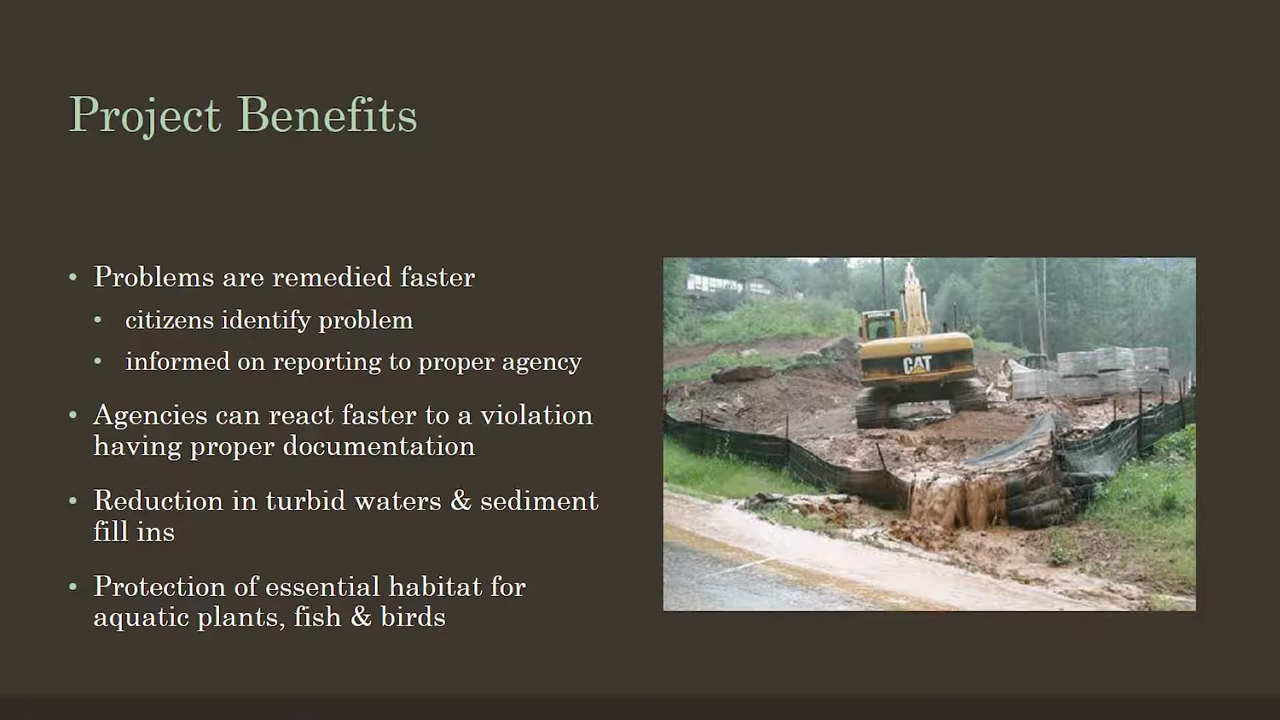 Project Benefits
• Problems are remedied faster
• citizens identify problem
• informed on reporting to proper agency
• Agencies can react faster to a violation
having proper documentation
• Reduction in turbid waters & sediment
fill ins
• Protection of essential habitat for
aquatic plants, fish & birds
CAT